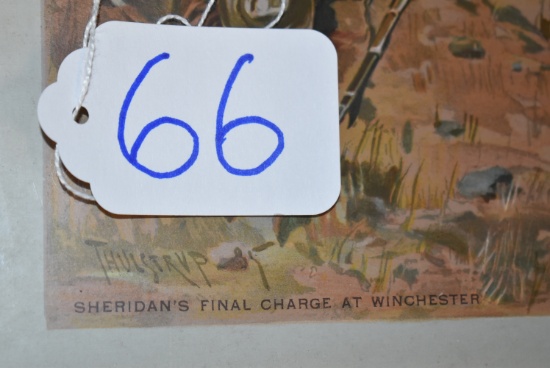 66
THULSTRUP
SHERIDAN'S FINAL CHARGE AT WINCHESTER